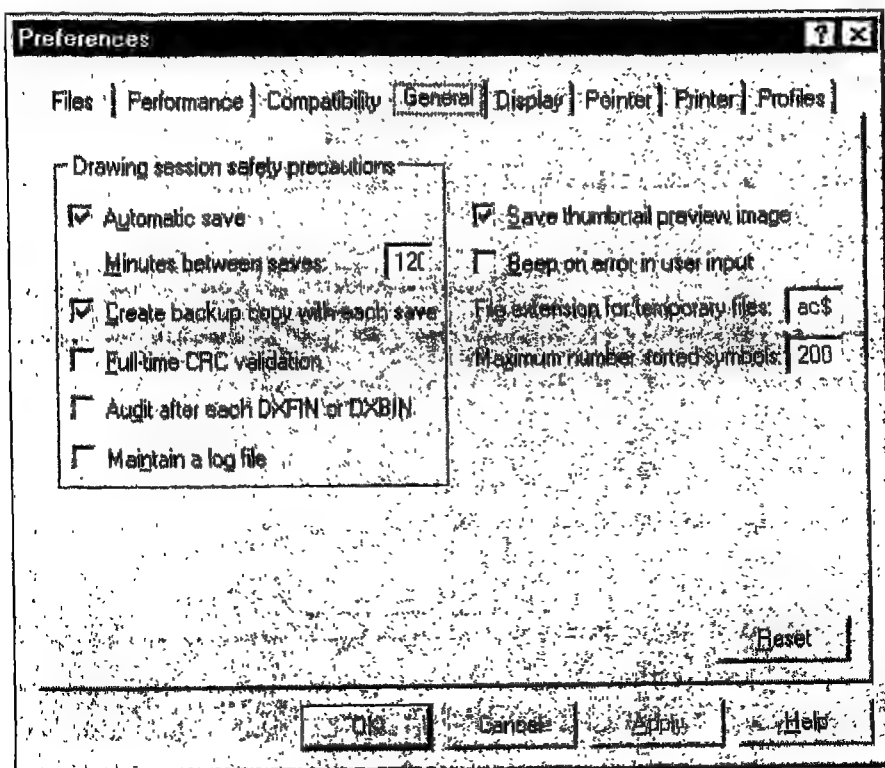 Preferences
Files Performance Compatibility General Display Pointer Printer Profiles
Drawing session safety precautions
Automatic save
Minutes between saves: 120
Create backup copy with each save
Full-time CRC validation
Audit after each DXFIN or DXBIN
Maintain a log file
Save thumbnail preview image
Beep on error in user input
File extension for temporary files: ac$
Maximum number sorted symbols: 200
Reset
OK Cancel Apply Help